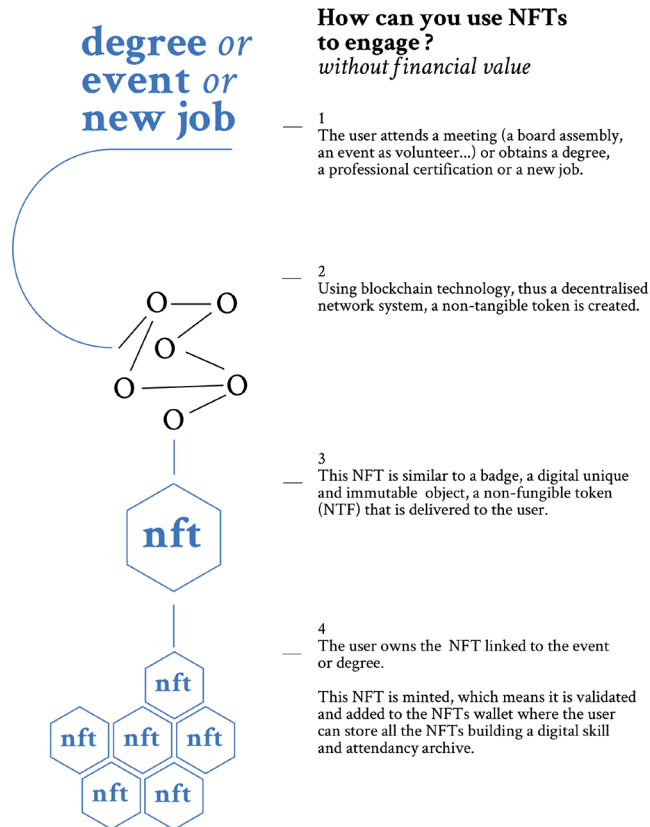 degree or
event or
new job
How can you use NFTs
to engage?
without financial value
1
The user attends a meeting (a board assembly,
an event as volunteer...) or obtains a degree,
a professional certification or a new job.
2
Using blockchain technology, thus a decentralised
network system, a non-tangible token is created.
O O
O
O O
O
3
This NFT is similar to a badge, a digital unique
and immutable object, a non-fungible token
(NTF) that is delivered to the user.
nft
4
The user owns the NFT linked to the event
or degree.
This NFT is minted, which means it is validated
and added to the NFTs wallet where the user
can store all the NFTs building a digital skill
and attendancy archive.
nft
nft nft nft
nft nft